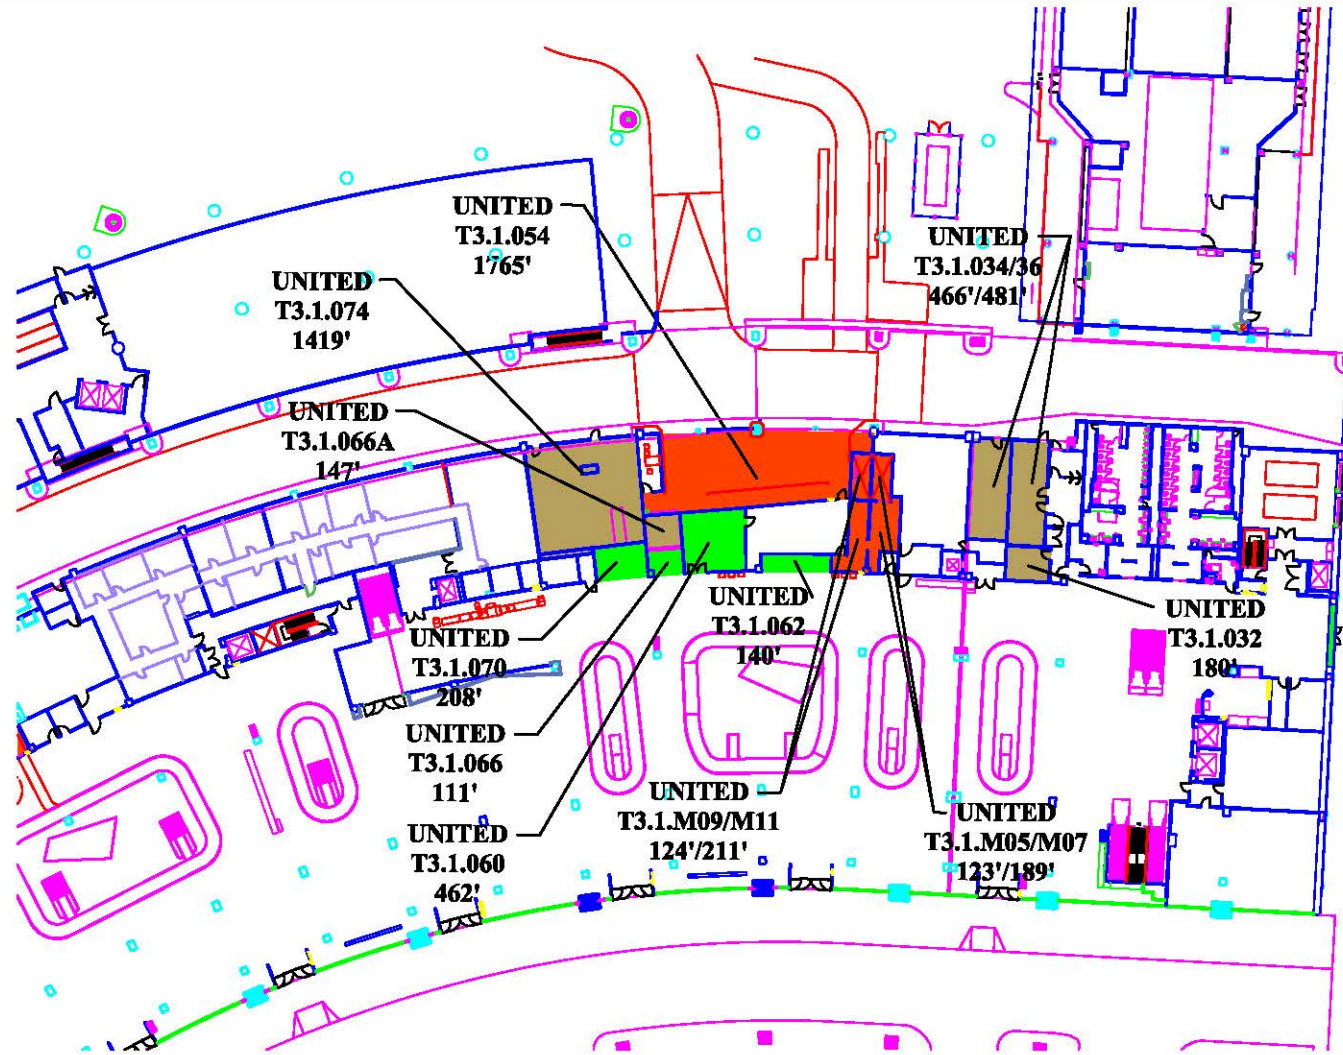 UNITED
T3.1.054
1765'
UNITED
T3.1.034/36
466'/481'
UNITED
T3.1.074
1419'
UNITED
T3.1.066A
147'
UNITED
T3.1.062
140'
UNITED
T3.1.032
180'
UNITED
T3.1.070
208'
UNITED
T3.1.066
111'
UNITED
T3.1.M09/M11
124'/211'
UNITED
T3.1.M05/M07
123'/189'
UNITED
T3.1.060
462'